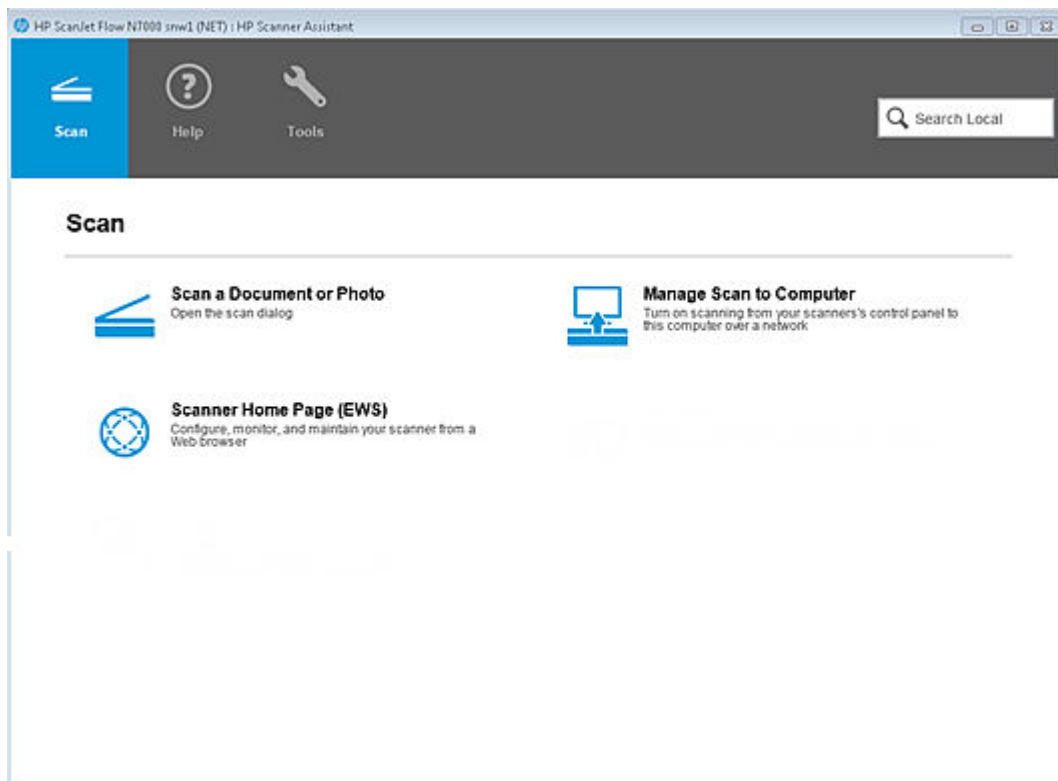 HP ScanJet Flow N7000 snw1 (NET) : HP Scanner Assistant
Scan
Help
Tools
Search Local
Scan
Scan a Document or Photo
Open the scan dialog
Manage Scan to Computer
Turn on scanning from your scanners's control panel to
this computer over a network
Scanner Home Page (EWS)
Configure, monitor, and maintain your scanner from a
Web browser